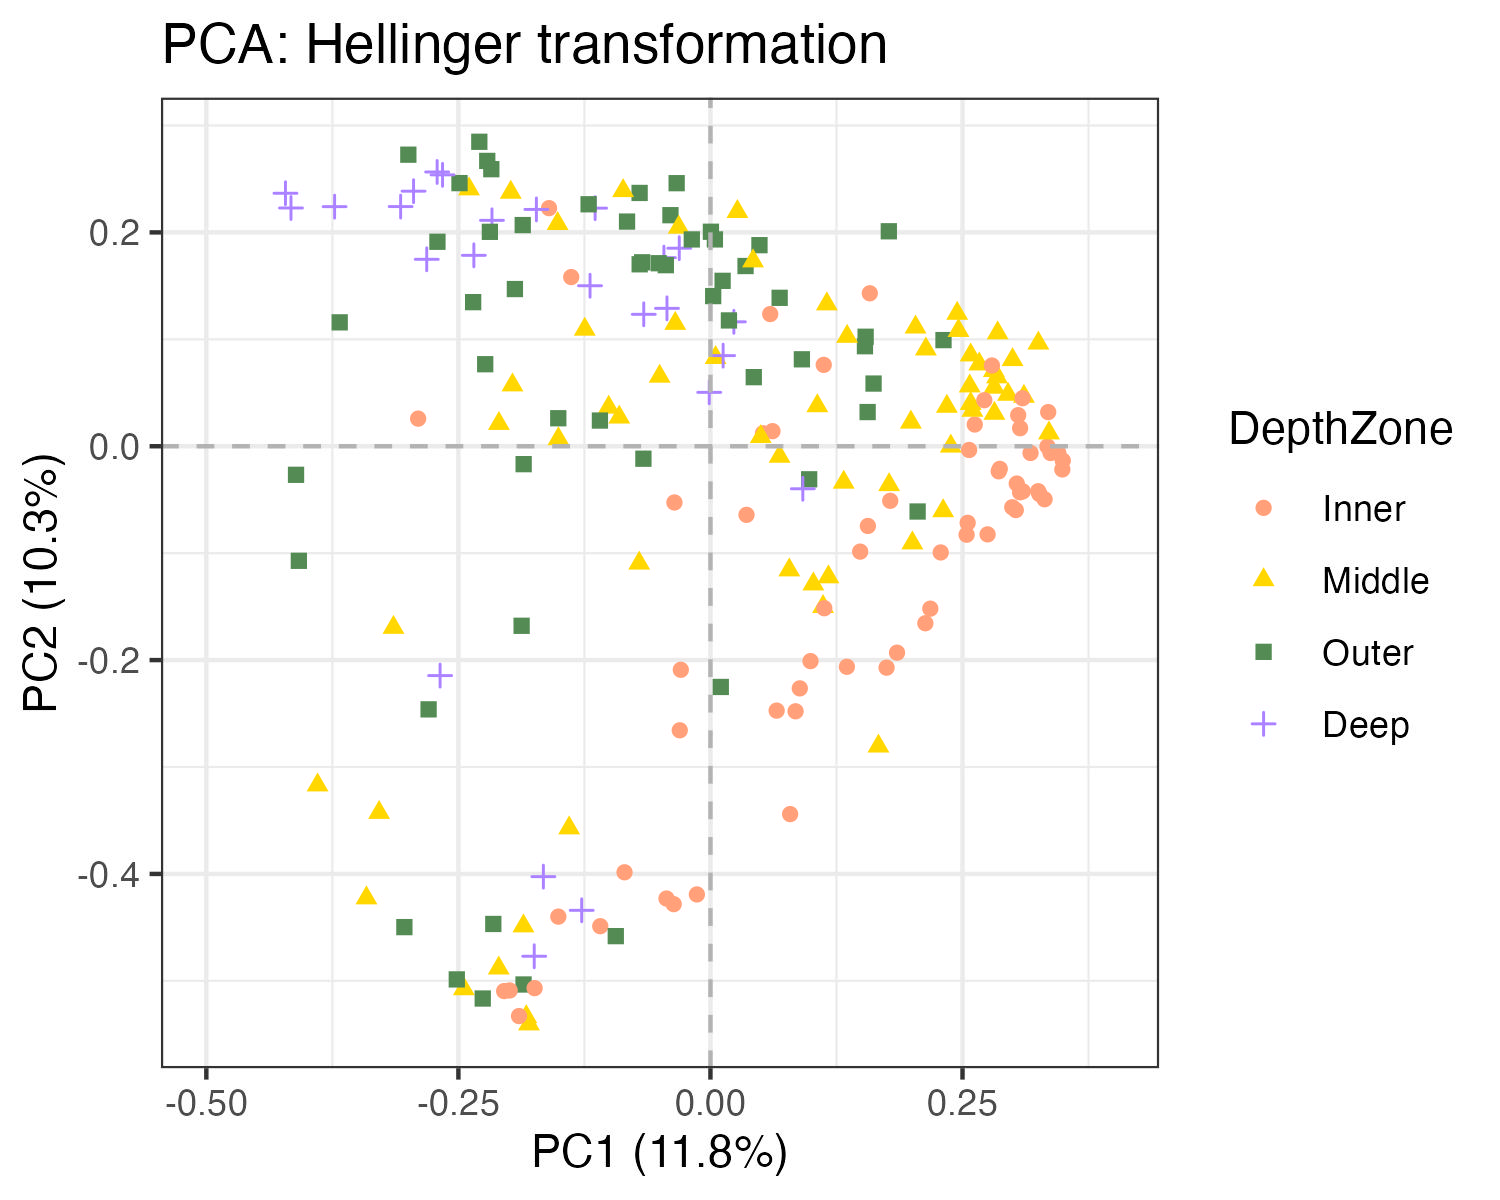 PCA: Hellinger transformation
PC2 (10.3%)
0.2
0.0
-0.2
-0.4
-0.50
-0.25
0.00
0.25
PC1 (11.8%)
DepthZone
Inner
Middle
Outer
Deep